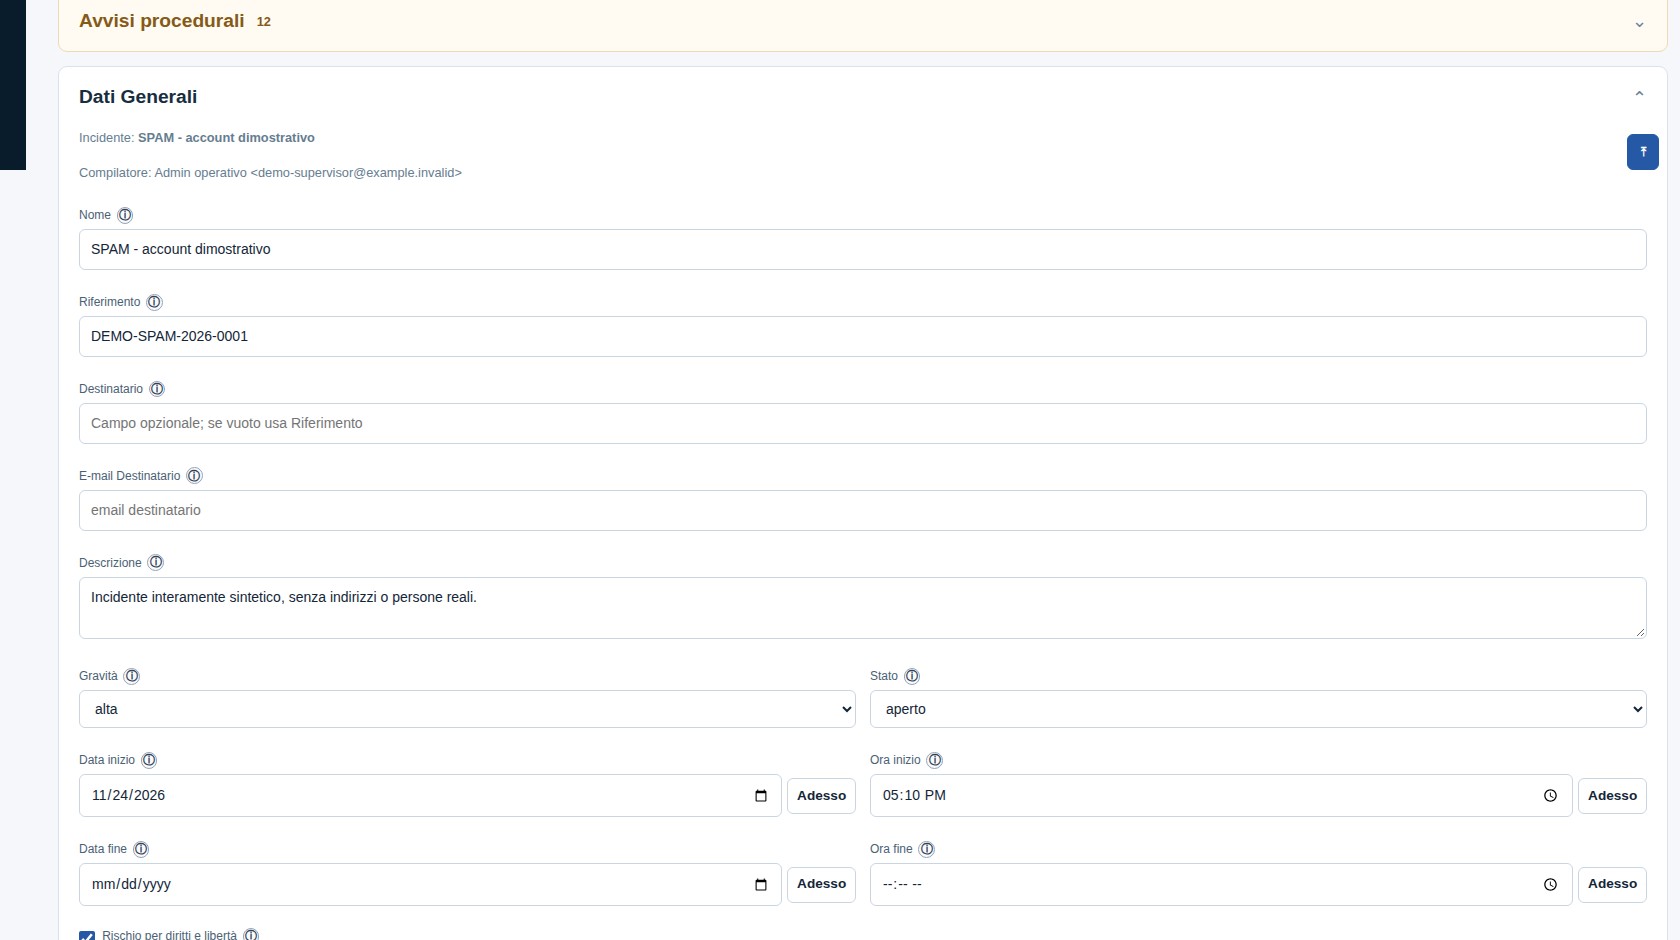 Avvisi procedurali 12
Dati Generali
Incidente: SPAM - account dimostrativo
Compilatore: Admin operativo <demo-supervisor@example.invalid>
Nome ⓘ
SPAM - account dimostrativo
Riferimento ⓘ
DEMO-SPAM-2026-0001
Destinatario ⓘ
Campo opzionale; se vuoto usa Riferimento
E-mail Destinatario ⓘ
email destinatario
Descrizione ⓘ
Incidente interamente sintetico, senza indirizzi o persone reali.
Gravità ⓘ Stato ⓘ
alta aperto
Data inizio ⓘ Ora inizio ⓘ
11/24/2026 Adesso 05:10 PM Adesso
Data fine ⓘ Ora fine ⓘ
mm/dd/yyyy Adesso --:-- -- Adesso
Rischio per diritti e libertà ⓘ